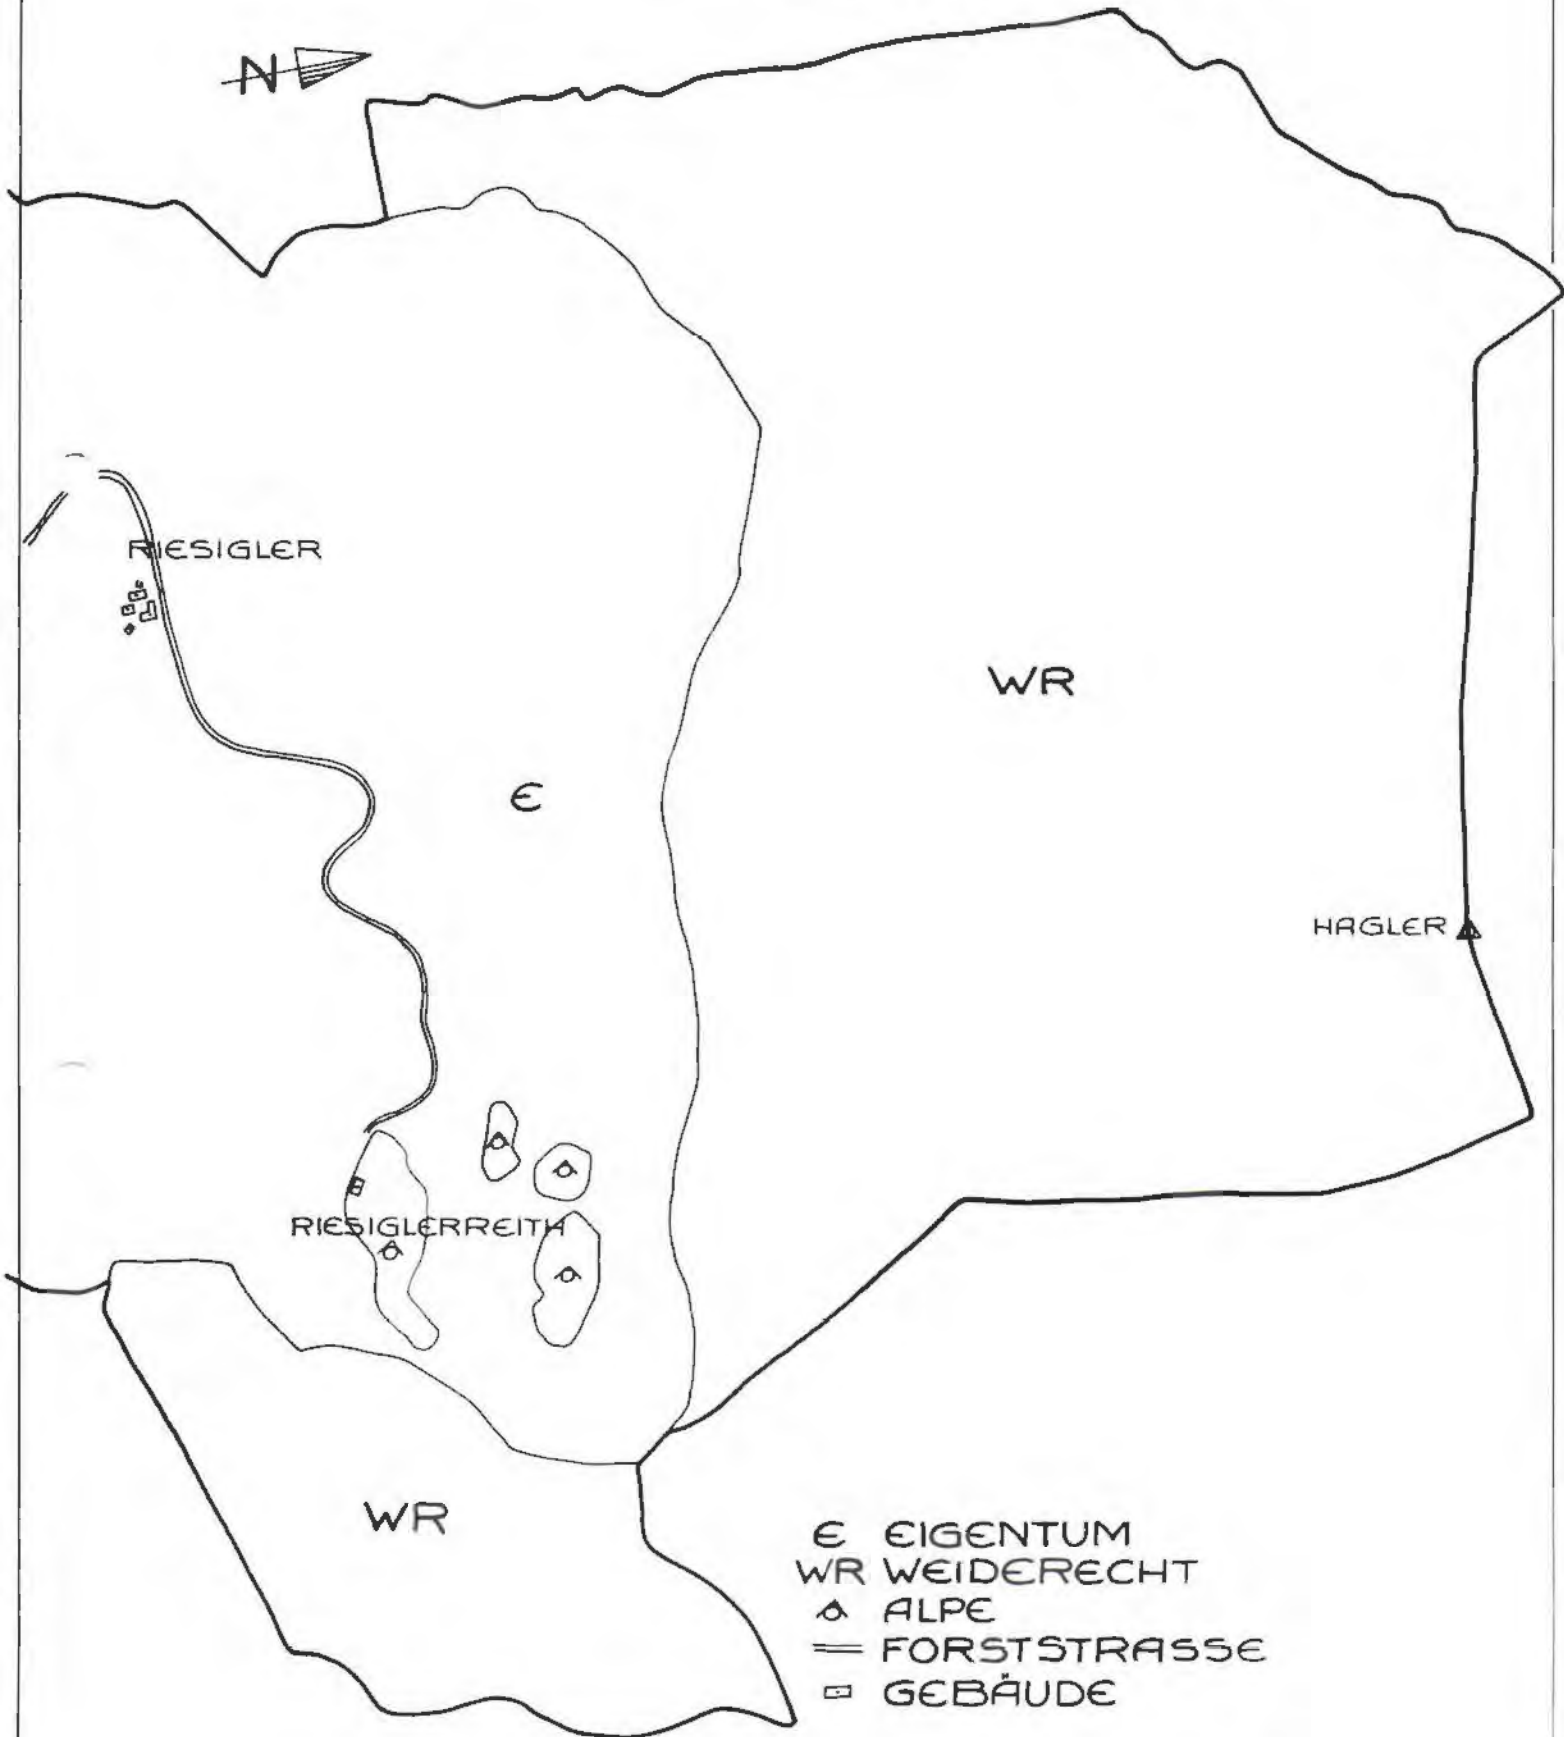 N
RIESIGLER
WR
E
HAGLER
RIESIGLERREITH
WR
E EIGENTUM
WR WEIDERECHT
ALPE
FORSTSTRASSE
GEBÄUDE